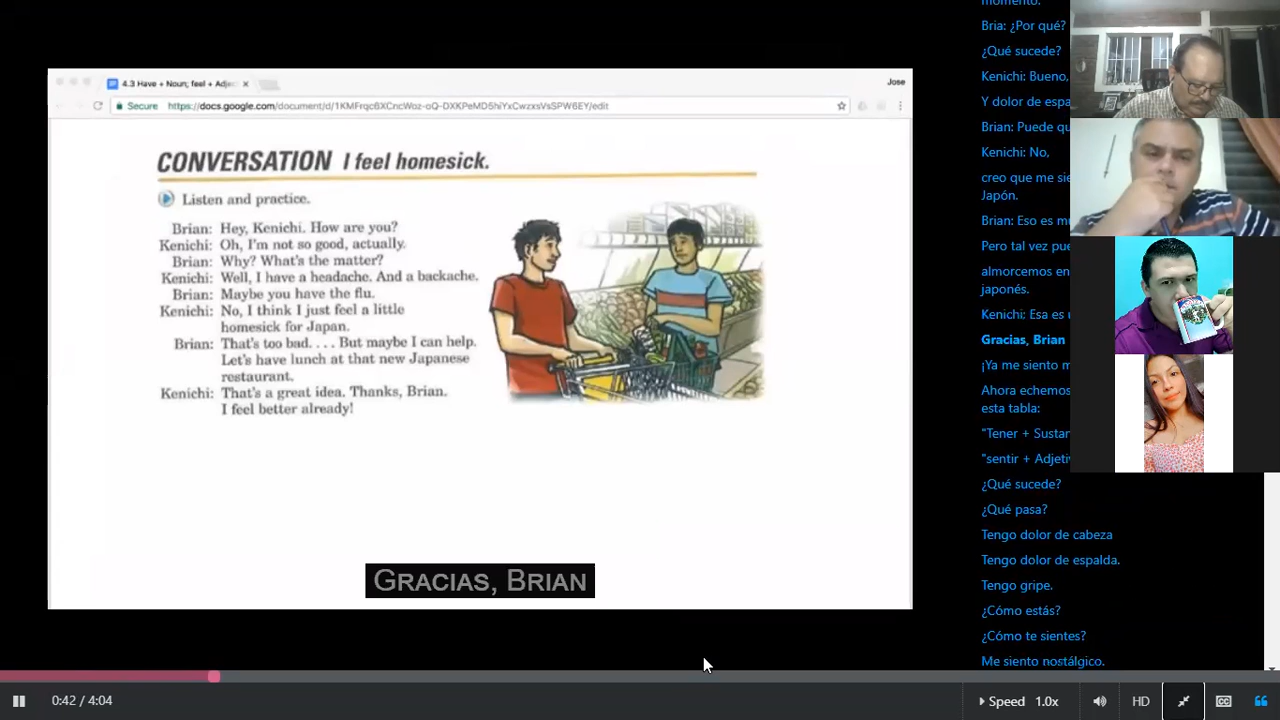 4.3 Have + Noun; feel + Adje
Jose
Secure https://docs.google.com/document/d/1KMFrqc8XCncWoz-oQ-DXKPeMD5hiYxCwzxsVsSPW6EY/edit
CONVERSATION I feel homesick.
Listen and practice.
Brian: Hey, Kenichi. How are you?
Kenichi: Oh, I'm not so good, actually.
Brian: Why? What's the matter?
Kenichi: Well, I have a headache. And a backache.
Brian: Maybe you have the flu.
Kenichi: No, I think I just feel a little
homesick for Japan.
Brian: That's too bad. . . . But maybe I can help.
Let's have lunch at that new Japanese
restaurant.
Kenichi: That's a great idea. Thanks, Brian.
I feel better already!
GRACIAS, BRIAN
momento.
Bria: ¿Por qué?
¿Qué sucede?
Kenichi: Bueno,
Y dolor de espa
Brian: Puede qu
Kenichi: No,
creo que me sie
Japón.
Brian: Eso es m
Pero tal vez pue
almorcemos en
japonés.
Kenichi: Esa es u
Gracias, Brian
¡Ya me siento m
Ahora echemos
esta tabla:
"Tener + Sustan
"sentir + Adjeti
¿Qué sucede?
¿Qué pasa?
Tengo dolor de cabeza
Tengo dolor de espalda.
Tengo gripe.
¿Cómo estás?
¿Cómo te sientes?
Me siento nostálgico.
0:42 / 4:04
Speed 1.0x
HD
CC